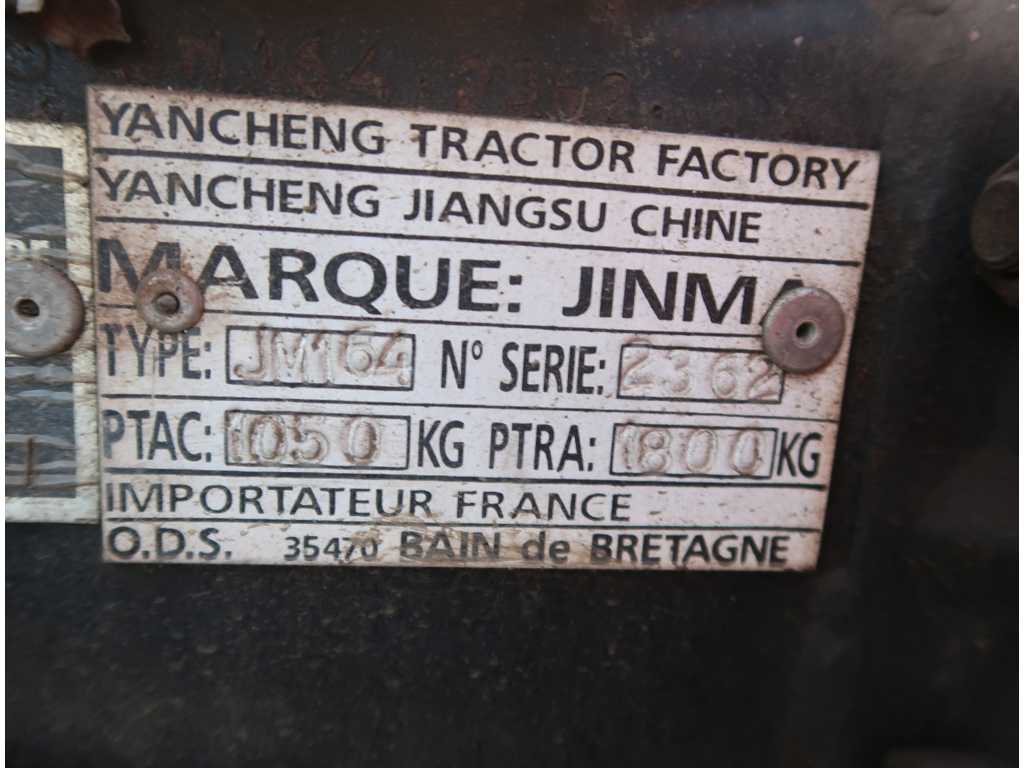 YANCHENG TRACTOR FACTORY
YANCHENG JIANGSU CHINE
MARQUE: JINMA
TYPE: JM164 N° SERIE: 2362
PTAC: 1050 KG PTRA: 1800 KG
IMPORTATEUR FRANCE
O.D.S. 35470 BAIN de BRETAGNE